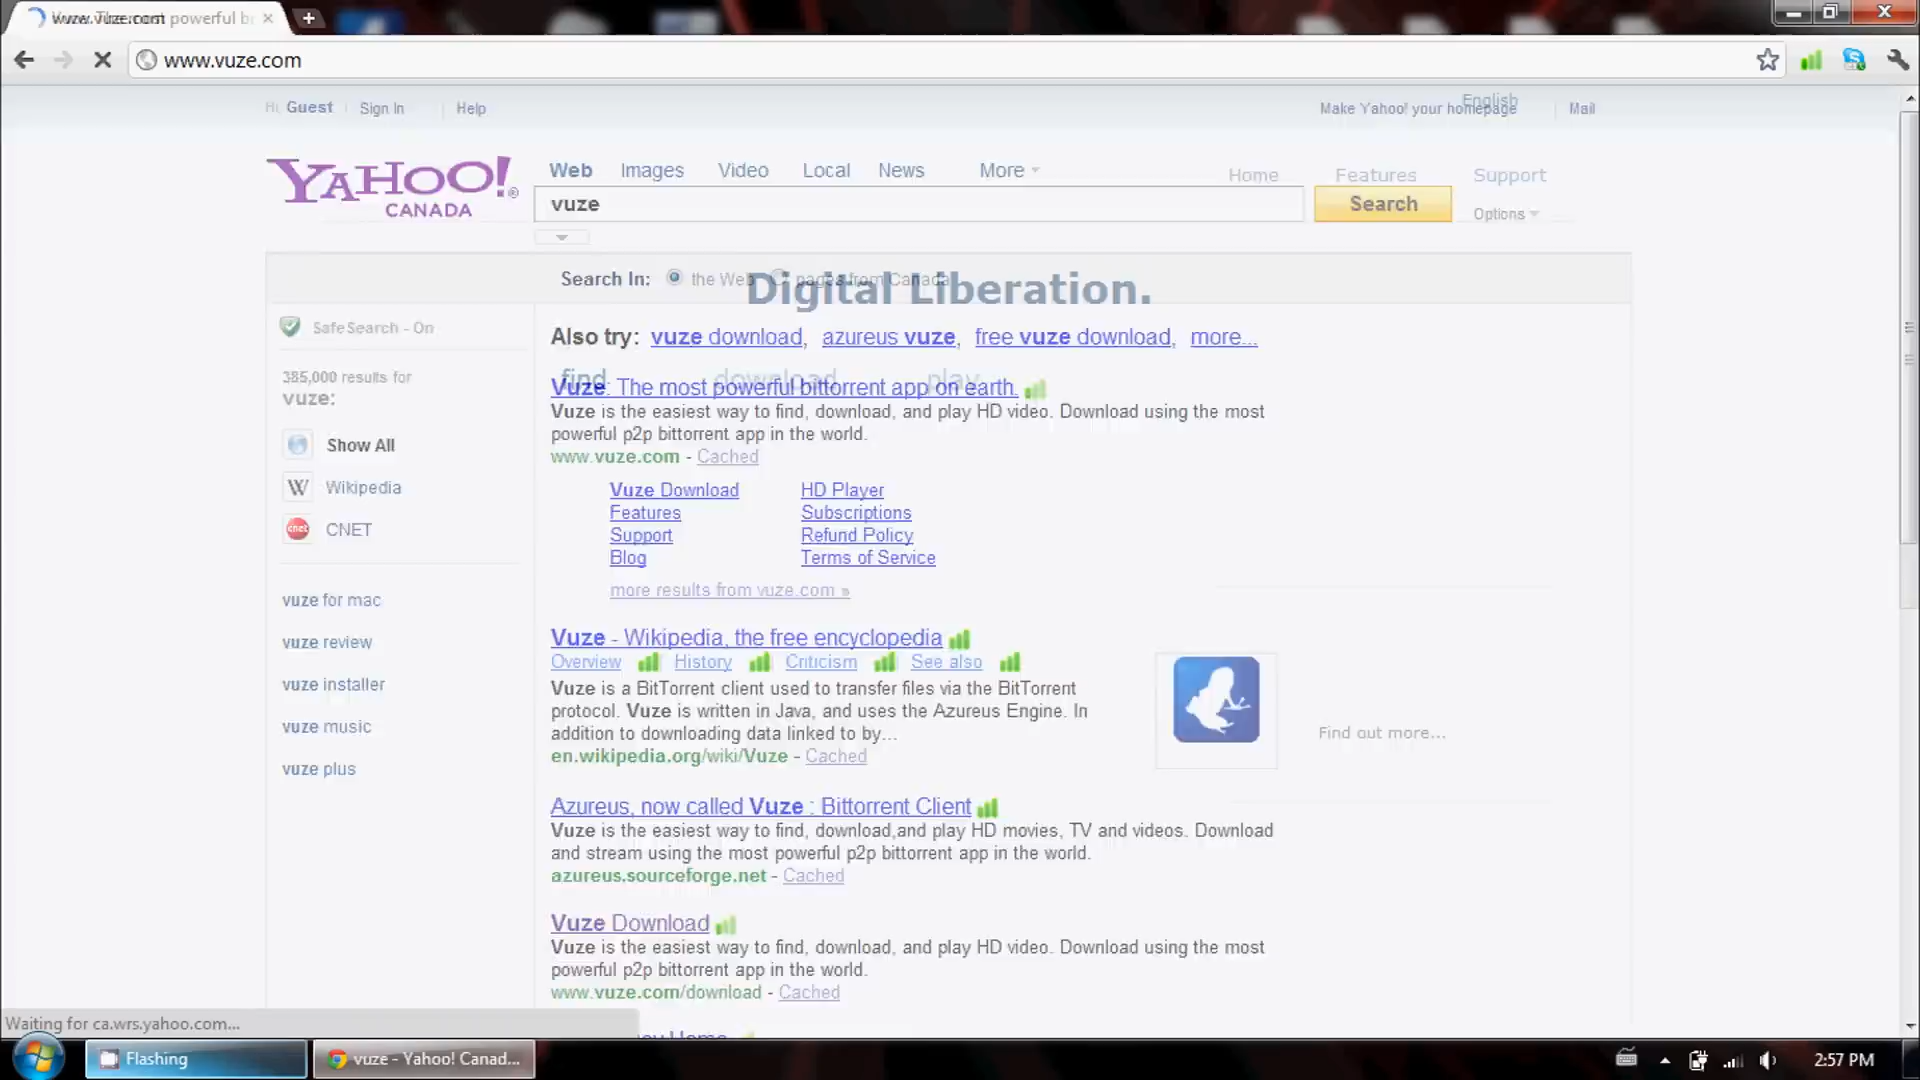 www.vuze.com
www.vuze.com
Hi, Guest Sign In Help
English
Make Yahoo! your homepage Mail
YAHOO!®
CANADA
Web Images Video Local News More
Home Features Support
vuze
Search
Options
Search In: the Web pages from Canada
Digital Liberation.
SafeSearch - On
Also try: vuze download, azureus vuze, free vuze download, more...
385,000 results for
vuze:
find download play
Vuze: The most powerful bittorrent app on earth.
Vuze is the easiest way to find, download, and play HD video. Download using the most
powerful p2p bittorrent app in the world.
www.vuze.com - Cached
Show All
W Wikipedia
cnet CNET
Vuze Download HD Player
Features Subscriptions
Support Refund Policy
Blog Terms of Service
more results from vuze.com »
vuze for mac
vuze review
vuze installer
vuze music
vuze plus
Vuze - Wikipedia, the free encyclopedia
Overview History Criticism See also
Vuze is a BitTorrent client used to transfer files via the BitTorrent
protocol. Vuze is written in Java, and uses the Azureus Engine. In
addition to downloading data linked to by...
en.wikipedia.org/wiki/Vuze - Cached
Find out more...
Azureus, now called Vuze : Bittorrent Client
Vuze is the easiest way to find, download,and play HD movies, TV and videos. Download
and stream using the most powerful p2p bittorrent app in the world.
azureus.sourceforge.net - Cached
Vuze Download
Vuze is the easiest way to find, download, and play HD video. Download using the most
powerful p2p bittorrent app in the world.
www.vuze.com/download - Cached
Waiting for ca.wrs.yahoo.com...
Flashing
vuze - Yahoo! Canad...
2:57 PM